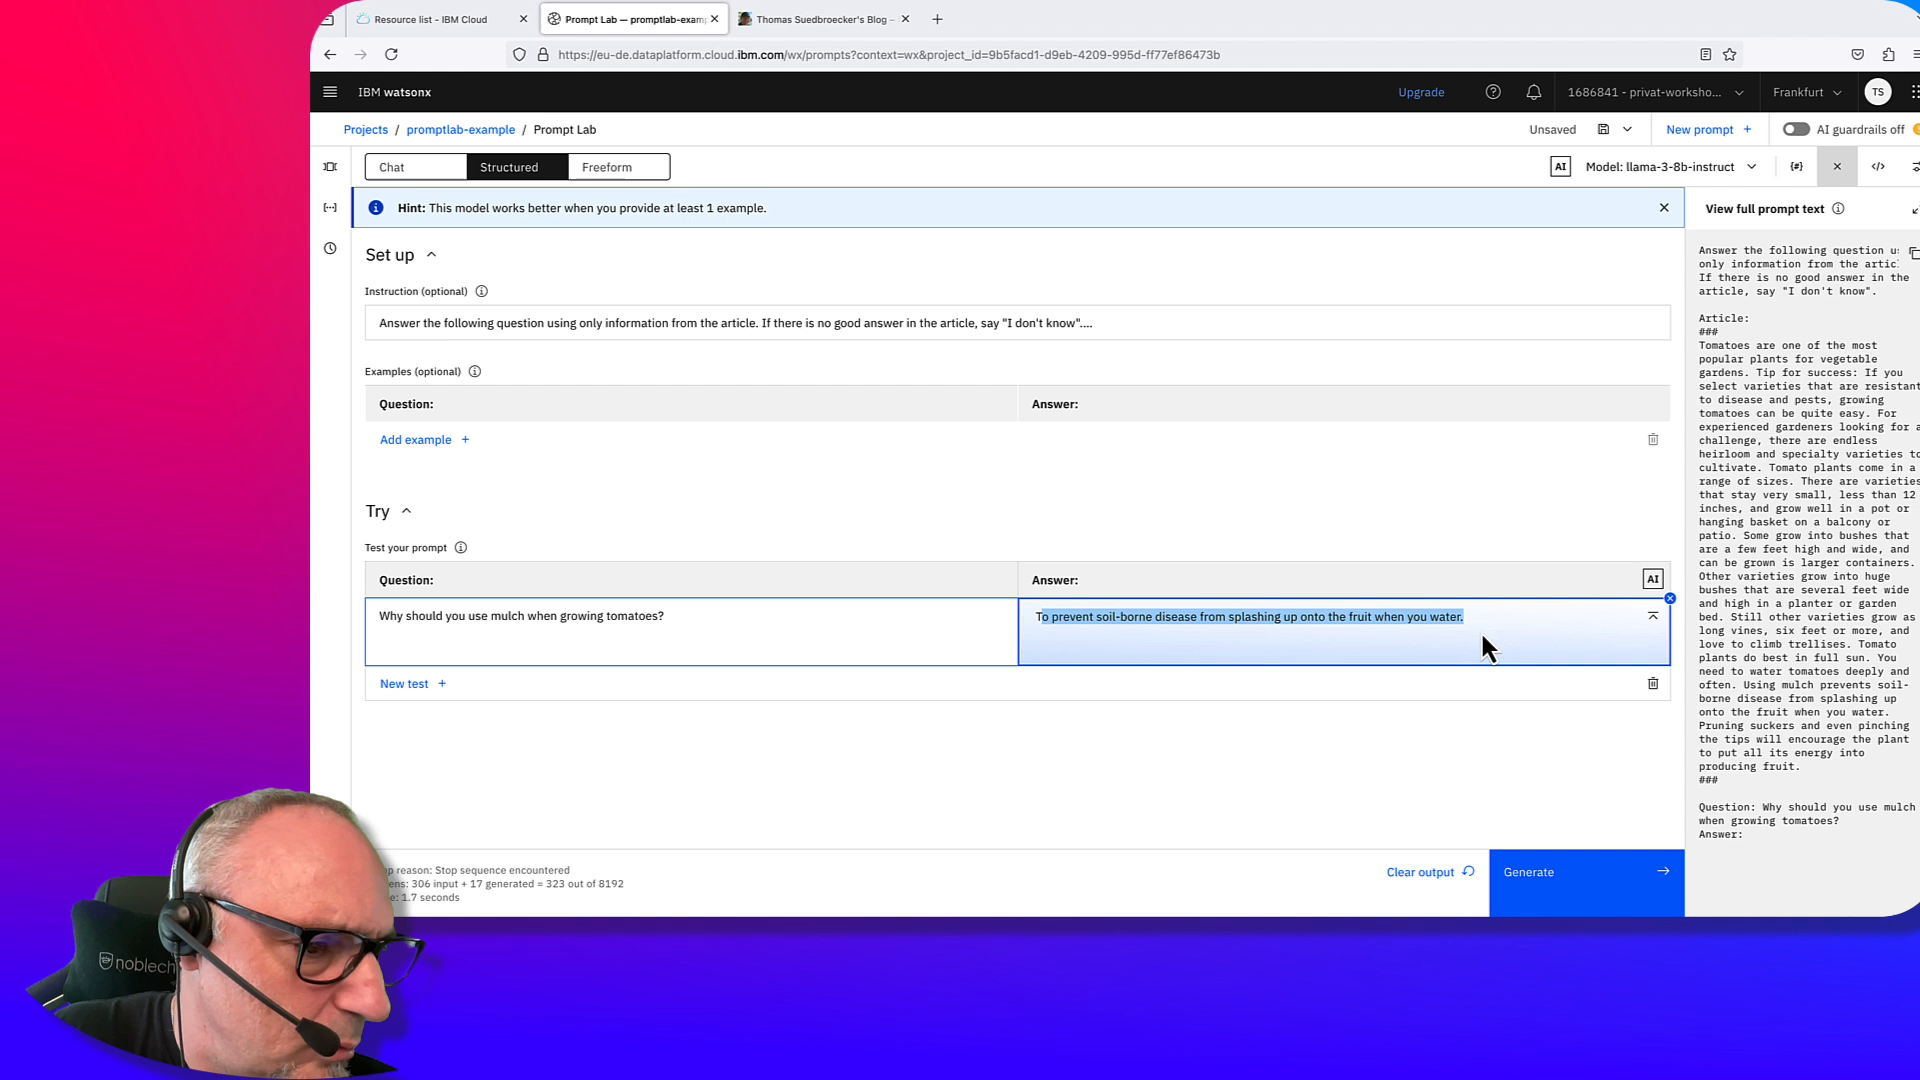 Resource list - IBM Cloud
Prompt Lab — promptlab-examp
Thomas Suedbroecker's Blog –
https://eu-de.dataplatform.cloud.ibm.com/wx/prompts?context=wx&project_id=9b5facd1-d9eb-4209-995d-ff77ef86473b
IBM watsonx
Upgrade
1686841 - privat-worksho...
Frankfurt
TS
Projects / promptlab-example / Prompt Lab
Unsaved
New prompt +
AI guardrails off
Chat
Structured
Freeform
AI
Model: llama-3-8b-instruct
Hint: This model works better when you provide at least 1 example.
View full prompt text
Set up
Instruction (optional)
Answer the following question using only information from the article. If there is no good answer in the article, say "I don't know"....
Examples (optional)
Question:
Answer:
Add example +
Try
Test your prompt
Question:
Answer:
AI
Why should you use mulch when growing tomatoes?
To prevent soil-borne disease from splashing up onto the fruit when you water.
New test +
Answer the following question
only information from the
If there is no good answer in the
article, say "I don't know".
Article:
###
Tomatoes are one of the most
popular plants for vegetable
gardens. Tip for success: If you
select varieties that are resistant
to disease and pests, growing
tomatoes can be quite easy. For
experienced gardeners looking for a
challenge, there are endless
heirloom and specialty varieties to
cultivate. Tomato plants come in a
range of sizes. There are varieties
that stay very small, less than 12
inches, and grow well in a pot or
hanging basket on a balcony or
patio. Some grow into bushes that
are a few feet high and wide, and
can be grown is larger containers.
Other varieties grow into huge
bushes that are several feet wide
and high in a planter or garden
bed. Still other varieties grow as
long vines, six feet or more, and
love to climb trellises. Tomato
plants do best in full sun. You
need to water tomatoes deeply and
often. Using mulch prevents soil-
borne disease from splashing up
onto the fruit when you water.
Pruning suckers and even pinching
the tips will encourage the plant
to put all its energy into
producing fruit.
###
Question: Why should you use mulch
when growing tomatoes?
Answer:
p reason: Stop sequence encountered
ens: 306 input + 17 generated = 323 out of 8192
e: 1.7 seconds
Clear output
Generate
noblech